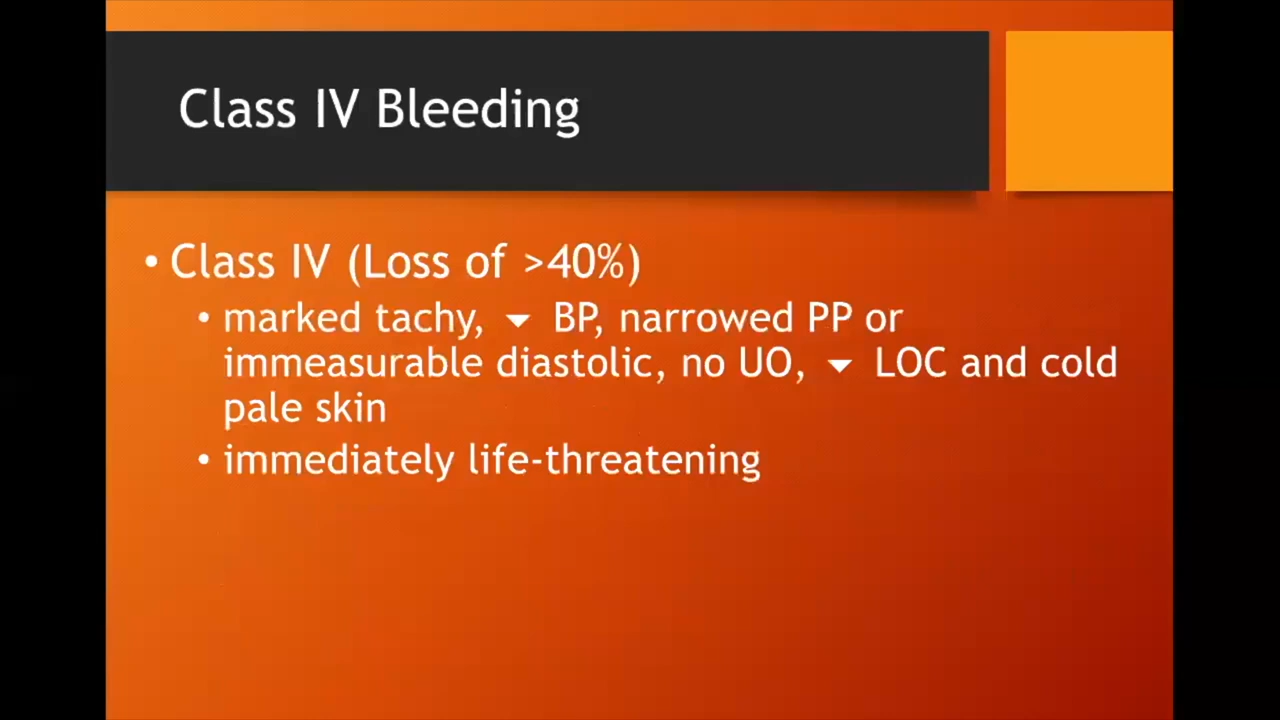 Class IV Bleeding
• Class IV (Loss of >40%)
• marked tachy, ▼ BP, narrowed PP or
immeasurable diastolic, no UO, ▼ LOC and cold
pale skin
• immediately life-threatening